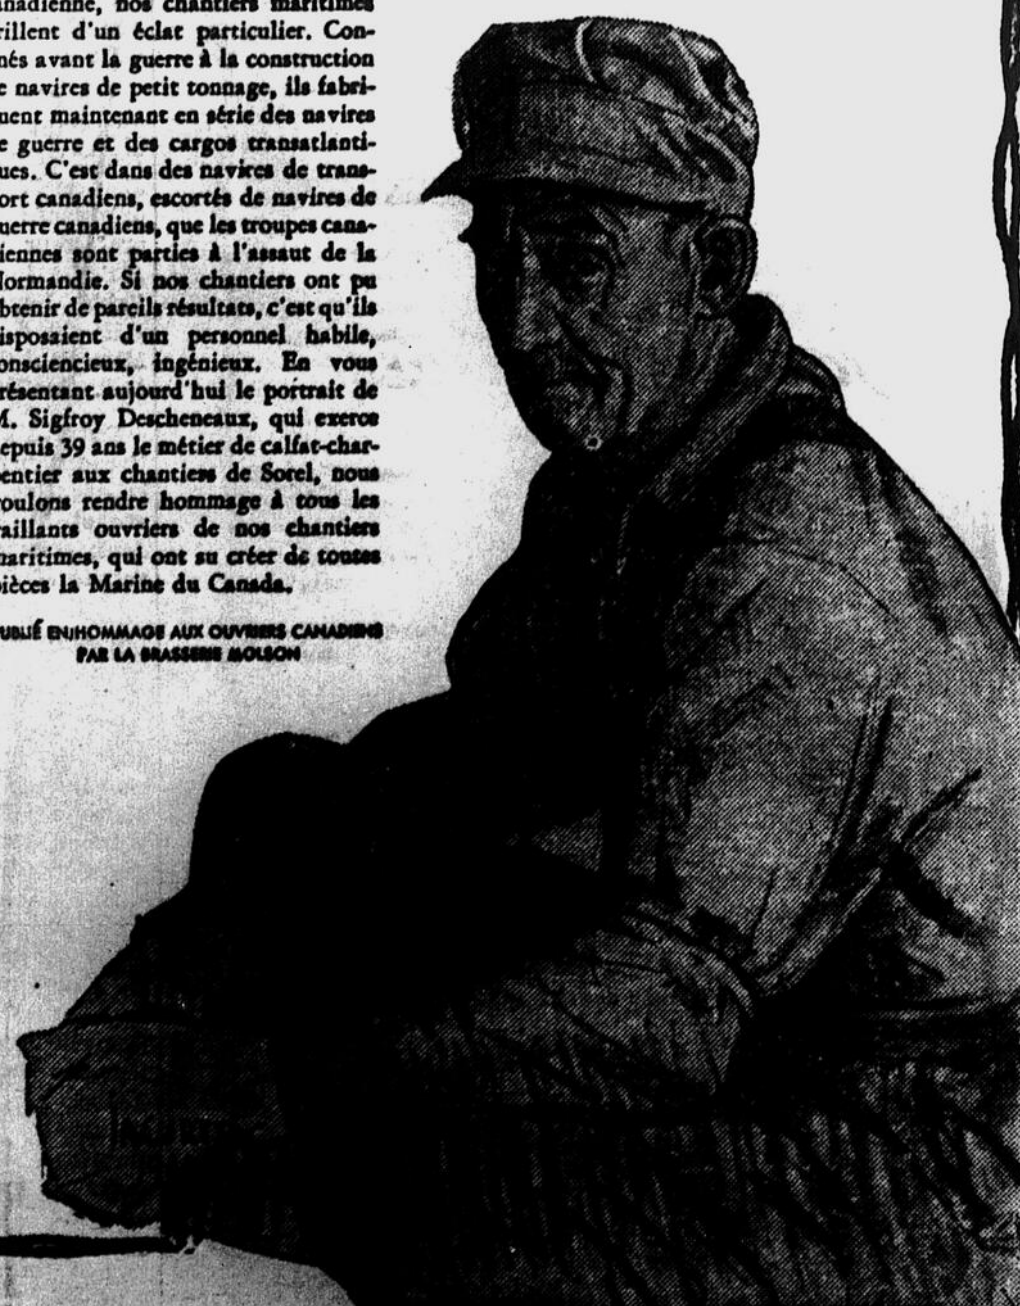 anadienne, nos chantiers maritimes
rillent d'un éclat particulier. Con-
nés avant la guerre à la construction
e navires de petit tonnage, ils fabri-
uent maintenant en série des navires
e guerre et des cargos transatlanti-
ues. C'est dans des navires de trans-
ort canadiens, escortés de navires de
uerre canadiens, que les troupes cana-
iennes sont parties à l'assaut de la
Normandie. Si nos chantiers ont pu
btenir de pareils résultats, c'est qu'ils
isposaient d'un personnel habile,
onsciencieux, ingénieux. En vous
résentant aujourd'hui le portrait de
M. Sigfroy Descheneaux, qui exerce
epuis 39 ans le métier de calfat-char-
pentier aux chantiers de Sorel, nous
voulons rendre hommage à tous les
vaillants ouvriers de nos chantiers
maritimes, qui ont su créer de toutes
pièces la Marine du Canada.
UBLIÉ EN HOMMAGE AUX OUVRIERS CANADIENS
PAR LA BRASSERIE MOLSON